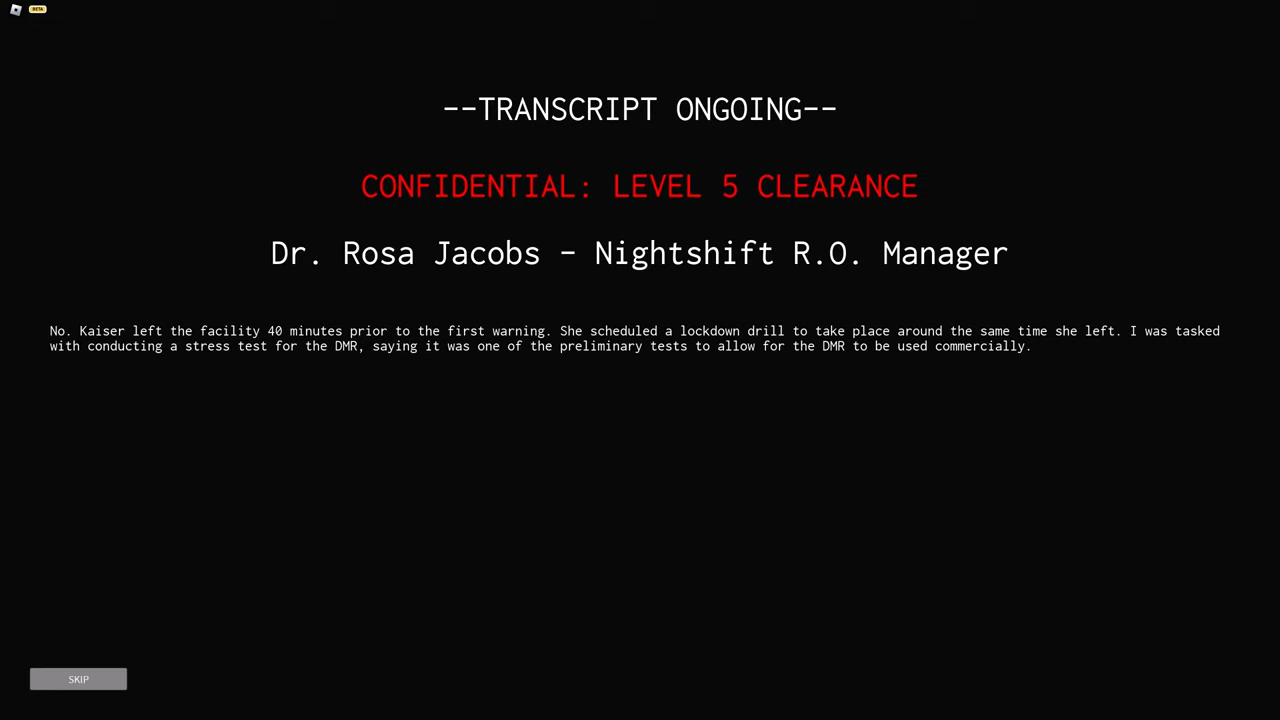 BETA
--TRANSCRIPT ONGOING--
CONFIDENTIAL: LEVEL 5 CLEARANCE
Dr. Rosa Jacobs - Nightshift R.O. Manager
No. Kaiser left the facility 40 minutes prior to the first warning. She scheduled a lockdown drill to take place around the same time she left. I was tasked
with conducting a stress test for the DMR, saying it was one of the preliminary tests to allow for the DMR to be used commercially.
SKIP